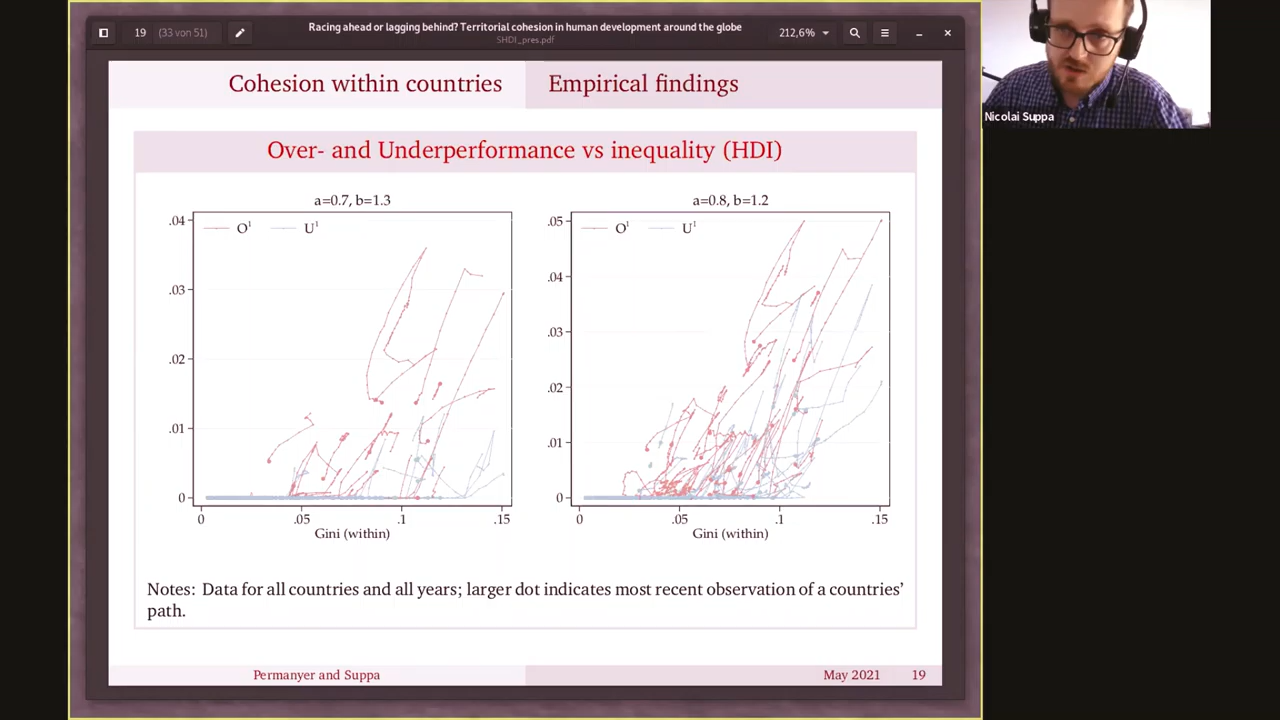 19 (33 von 51)
Racing ahead or lagging behind? Territorial cohesion in human development around the globe
SHDI_pres.pdf
212,6%
Nicolai Suppa
Cohesion within countries
Empirical findings
Over- and Underperformance vs inequality (HDI)
a=0.7, b=1.3
O¹ U¹
.04
.03
.02
.01
0
0 .05 .1 .15
Gini (within)
a=0.8, b=1.2
O¹ U¹
.05
.04
.03
.02
.01
0
0 .05 .1 .15
Gini (within)
Notes: Data for all countries and all years; larger dot indicates most recent observation of a countries’
path.
Permanyer and Suppa
May 2021 19